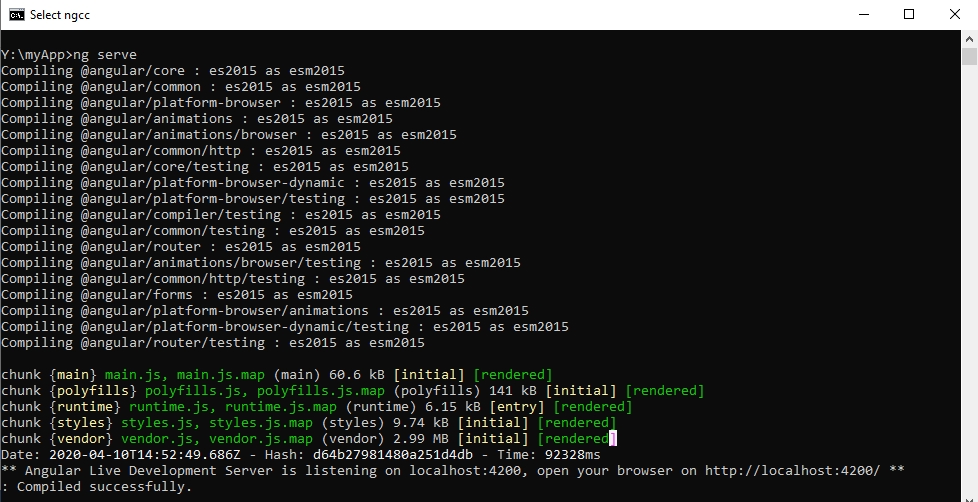 Select ngcc
Y:\myApp>ng serve
Compiling @angular/core : es2015 as esm2015
Compiling @angular/common : es2015 as esm2015
Compiling @angular/platform-browser : es2015 as esm2015
Compiling @angular/animations : es2015 as esm2015
Compiling @angular/animations/browser : es2015 as esm2015
Compiling @angular/common/http : es2015 as esm2015
Compiling @angular/core/testing : es2015 as esm2015
Compiling @angular/platform-browser-dynamic : es2015 as esm2015
Compiling @angular/platform-browser/testing : es2015 as esm2015
Compiling @angular/compiler/testing : es2015 as esm2015
Compiling @angular/common/testing : es2015 as esm2015
Compiling @angular/router : es2015 as esm2015
Compiling @angular/animations/browser/testing : es2015 as esm2015
Compiling @angular/common/http/testing : es2015 as esm2015
Compiling @angular/forms : es2015 as esm2015
Compiling @angular/platform-browser/animations : es2015 as esm2015
Compiling @angular/platform-browser-dynamic/testing : es2015 as esm2015
Compiling @angular/router/testing : es2015 as esm2015
chunk {main} main.js, main.js.map (main) 60.6 kB [initial] [rendered]
chunk {polyfills} polyfills.js, polyfills.js.map (polyfills) 141 kB [initial] [rendered]
chunk {runtime} runtime.js, runtime.js.map (runtime) 6.15 kB [entry] [rendered]
chunk {styles} styles.js, styles.js.map (styles) 9.74 kB [initial] [rendered]
chunk {vendor} vendor.js, vendor.js.map (vendor) 2.99 MB [initial] [rendered]
Date: 2020-04-10T14:52:49.686Z - Hash: d64b27981480a251d4db - Time: 92328ms
** Angular Live Development Server is listening on localhost:4200, open your browser on http://localhost:4200/ **
: Compiled successfully.